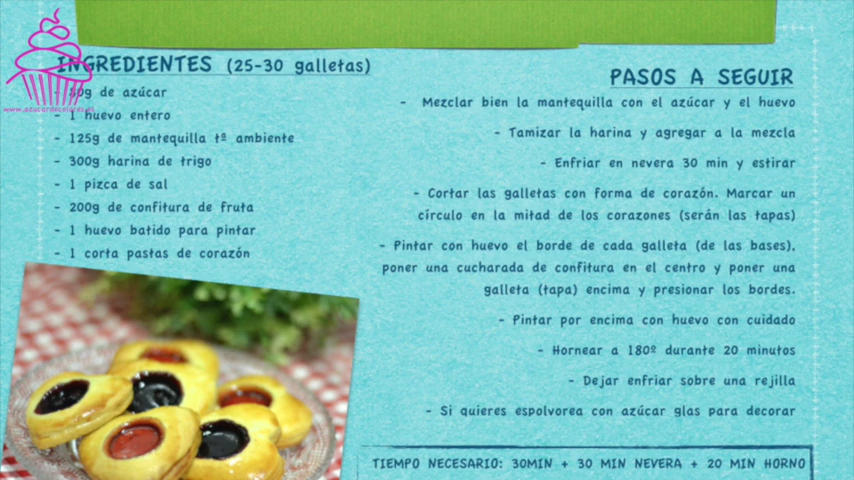 INGREDIENTES (25-30 galletas)
- 80g de azúcar
- 1 huevo entero
- 125g de mantequilla tª ambiente
- 300g harina de trigo
- 1 pizca de sal
- 200g de confitura de fruta
- 1 huevo batido para pintar
- 1 corta pastas de corazón
www.azucardecolores.es
PASOS A SEGUIR
- Mezclar bien la mantequilla con el azúcar y el huevo
- Tamizar la harina y agregar a la mezcla
- Enfriar en nevera 30 min y estirar
- Cortar las galletas con forma de corazón. Marcar un
círculo en la mitad de los corazones (serán las tapas)
- Pintar con huevo el borde de cada galleta (de las bases),
poner una cucharada de confitura en el centro y poner una
galleta (tapa) encima y presionar los bordes.
- Pintar por encima con huevo con cuidado
- Hornear a 180º durante 20 minutos
- Dejar enfriar sobre una rejilla
- Si quieres espolvorea con azúcar glas para decorar
TIEMPO NECESARIO: 30MIN + 30 MIN NEVERA + 20 MIN HORNO